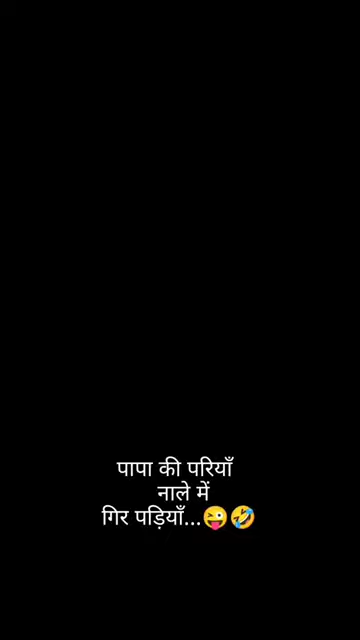 पापा की परियाँ
नाले में
गिर पड़ियाँ...😜🤣